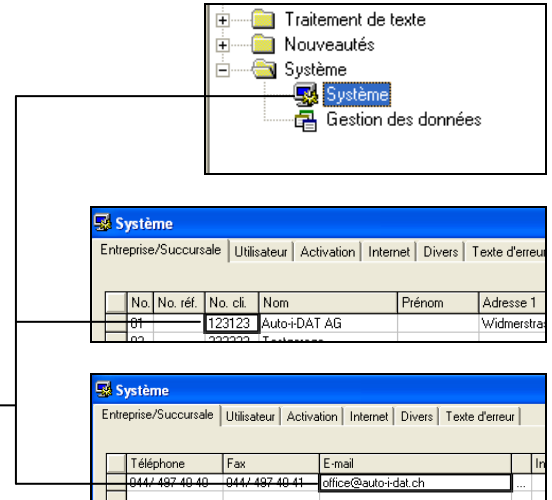 Traitement de texte
Nouveautés
Système
Système
Gestion des données
Système
Entreprise/Succursale Utilisateur Activation Internet Divers Texte d'erreur
No. No. réf. No. cli. Nom Prénom Adresse 1
01 123123 Auto-i-DAT AG Widmerstras
Système
Entreprise/Succursale Utilisateur Activation Internet Divers Texte d'erreur
Téléphone Fax E-mail In
044/ 497 40 40 044/ 497 40 41 office@auto-i-dat.ch ...